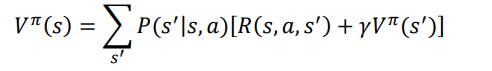 V^π(s) = ∑_{s'} P(s'|s, a)[R(s, a, s') + γV^π(s')]